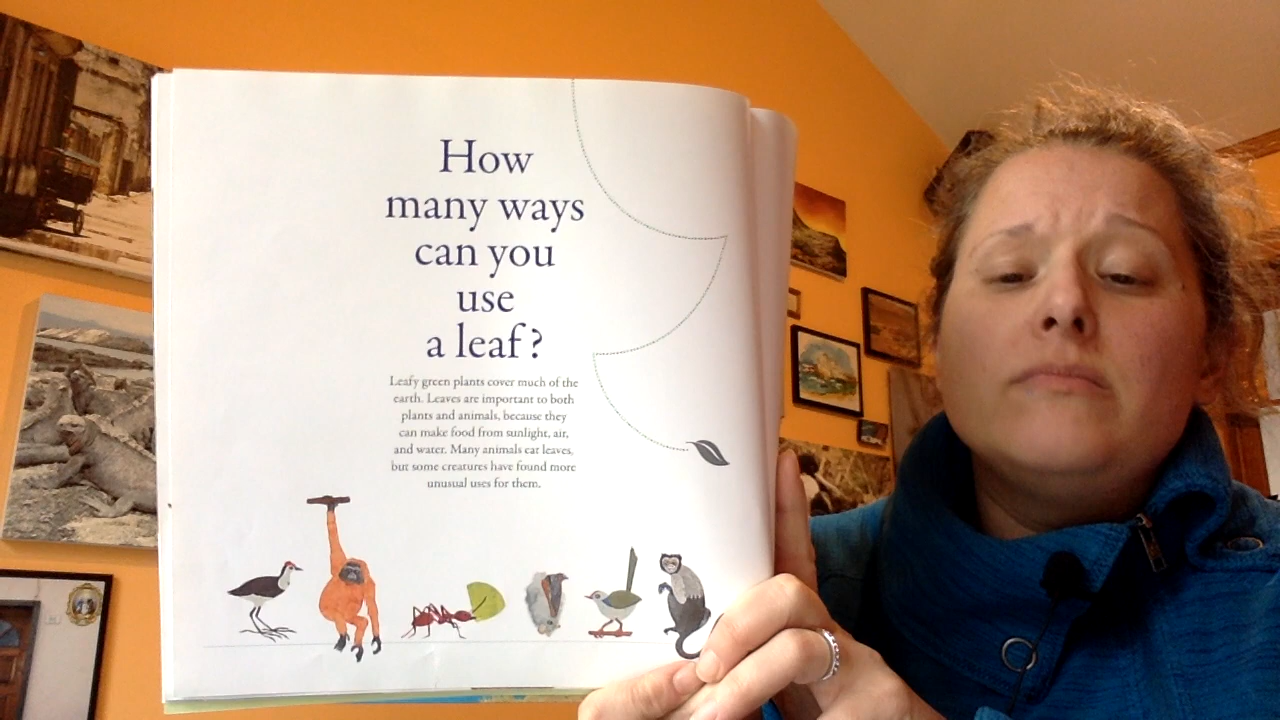 How
many ways
can you
use
a leaf?
Leafy green plants cover much of the
earth. Leaves are important to both
plants and animals, because they
can make food from sunlight, air,
and water. Many animals eat leaves,
but some creatures have found more
unusual uses for them.